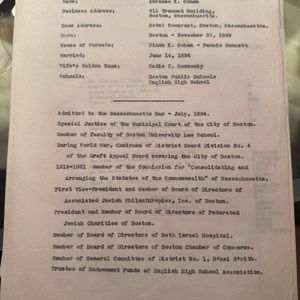 Name: Abraham K. Cohen
Business Address: 611 Tremont Building,
Boston, Massachusetts.
Home Address: Hotel Somerset, Boston, Massachusetts.
Born: Boston - November 23, 1869
Names of Parents: Simon K. Cohen - Fannie Bennett
Married: June 14, 1894
Wife's Maiden Name: Sadie E.
Schools: Boston Public Schools
English High School
Admitted to the Massachusetts Bar - July, 1894.
Special Justice of the Municipal Court of the City of Boston.
Member of faculty of Boston University Law School.
During World War, Chairman of District Board Division No. 4
of the Draft Appeal Board covering the City of Boston.
1919-1921 Member of the Commission for "Consolidating and
Arranging the Statutes of the Commonwealth" of Massachusetts.
First Vice-President and Member of Board of Directors of
Associated Jewish Philanthropies, Inc. of Boston.
President and Member of Board of Directors of Federated
Jewish Charities of Boston.
Member of Board of Directors of Beth Israel Hospital.
Member of Board of Directors of Boston Chamber of Commerce.
Member of General Committee of District No. 1, B'nai B'rith.
Trustee of Endowment Funds of English High School Association.